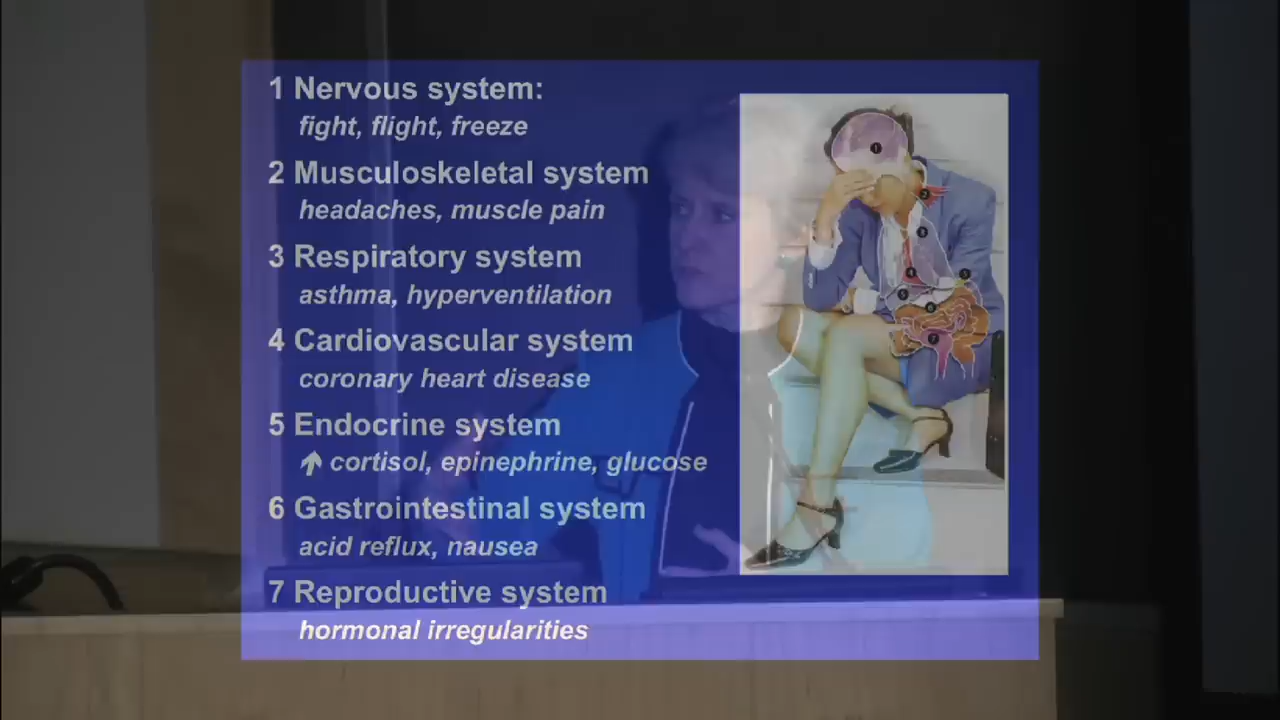 1 Nervous system:
fight, flight, freeze
2 Musculoskeletal system
headaches, muscle pain
3 Respiratory system
asthma, hyperventilation
4 Cardiovascular system
coronary heart disease
5 Endocrine system
↑ cortisol, epinephrine, glucose
6 Gastrointestinal system
acid reflux, nausea
7 Reproductive system
hormonal irregularities